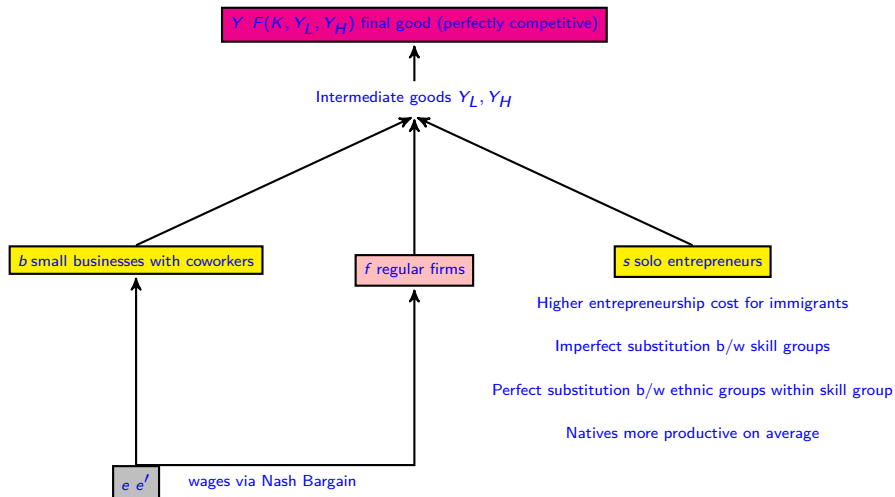 Y F(K, Y_L, Y_H) final good (perfectly competitive)
Intermediate goods Y_L, Y_H
b small businesses with coworkers
f regular firms
s solo entrepreneurs
Higher entrepreneurship cost for immigrants
Imperfect substitution b/w skill groups
Perfect substitution b/w ethnic groups within skill group
Natives more productive on average
e e′
wages via Nash Bargain